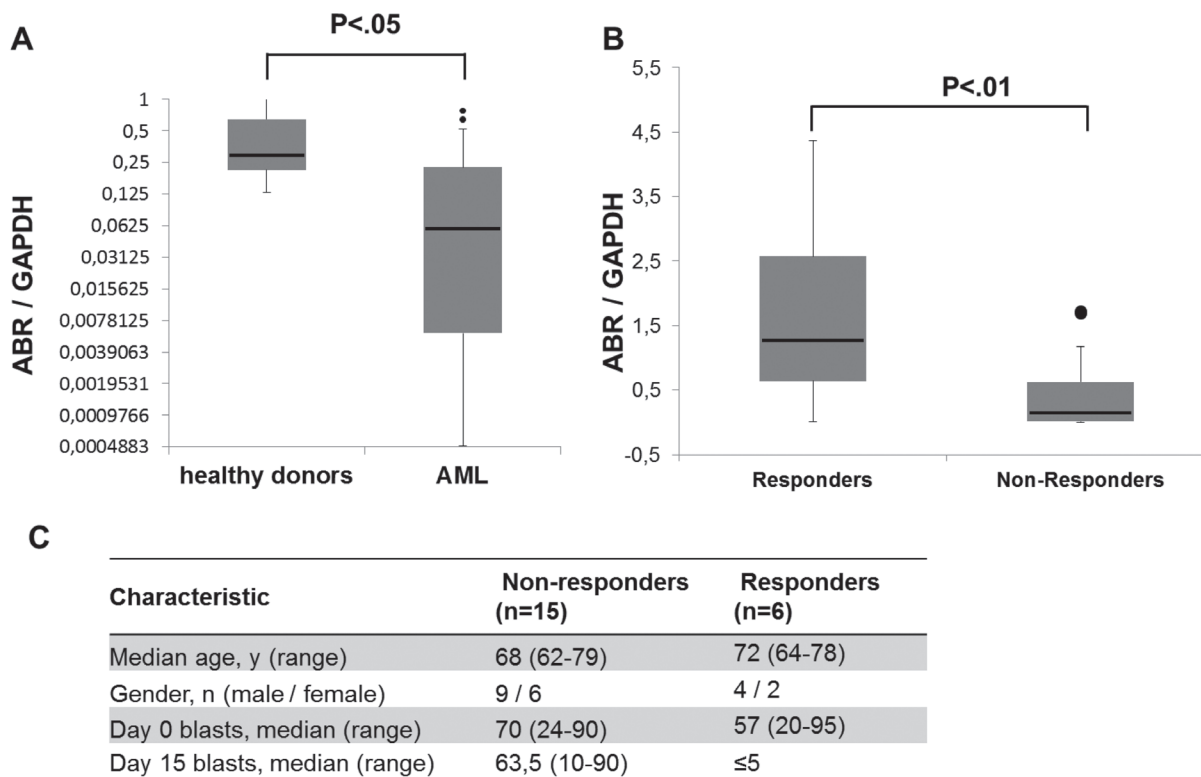 A
P<.05
ABR / GAPDH
1
0,5
0,25
0,125
0,0625
0,03125
0,015625
0,0078125
0,0039063
0,0019531
0,0009766
0,0004883
healthy donors
AML
B
P<.01
ABR / GAPDH
5,5
4,5
3,5
2,5
1,5
0,5
-0,5
Responders
Non-Responders
C
Characteristic Non-responders (n=15) Responders (n=6)
Median age, y (range) 68 (62-79) 72 (64-78)
Gender, n (male / female) 9 / 6 4 / 2
Day 0 blasts, median (range) 70 (24-90) 57 (20-95)
Day 15 blasts, median (range) 63,5 (10-90) ≤5